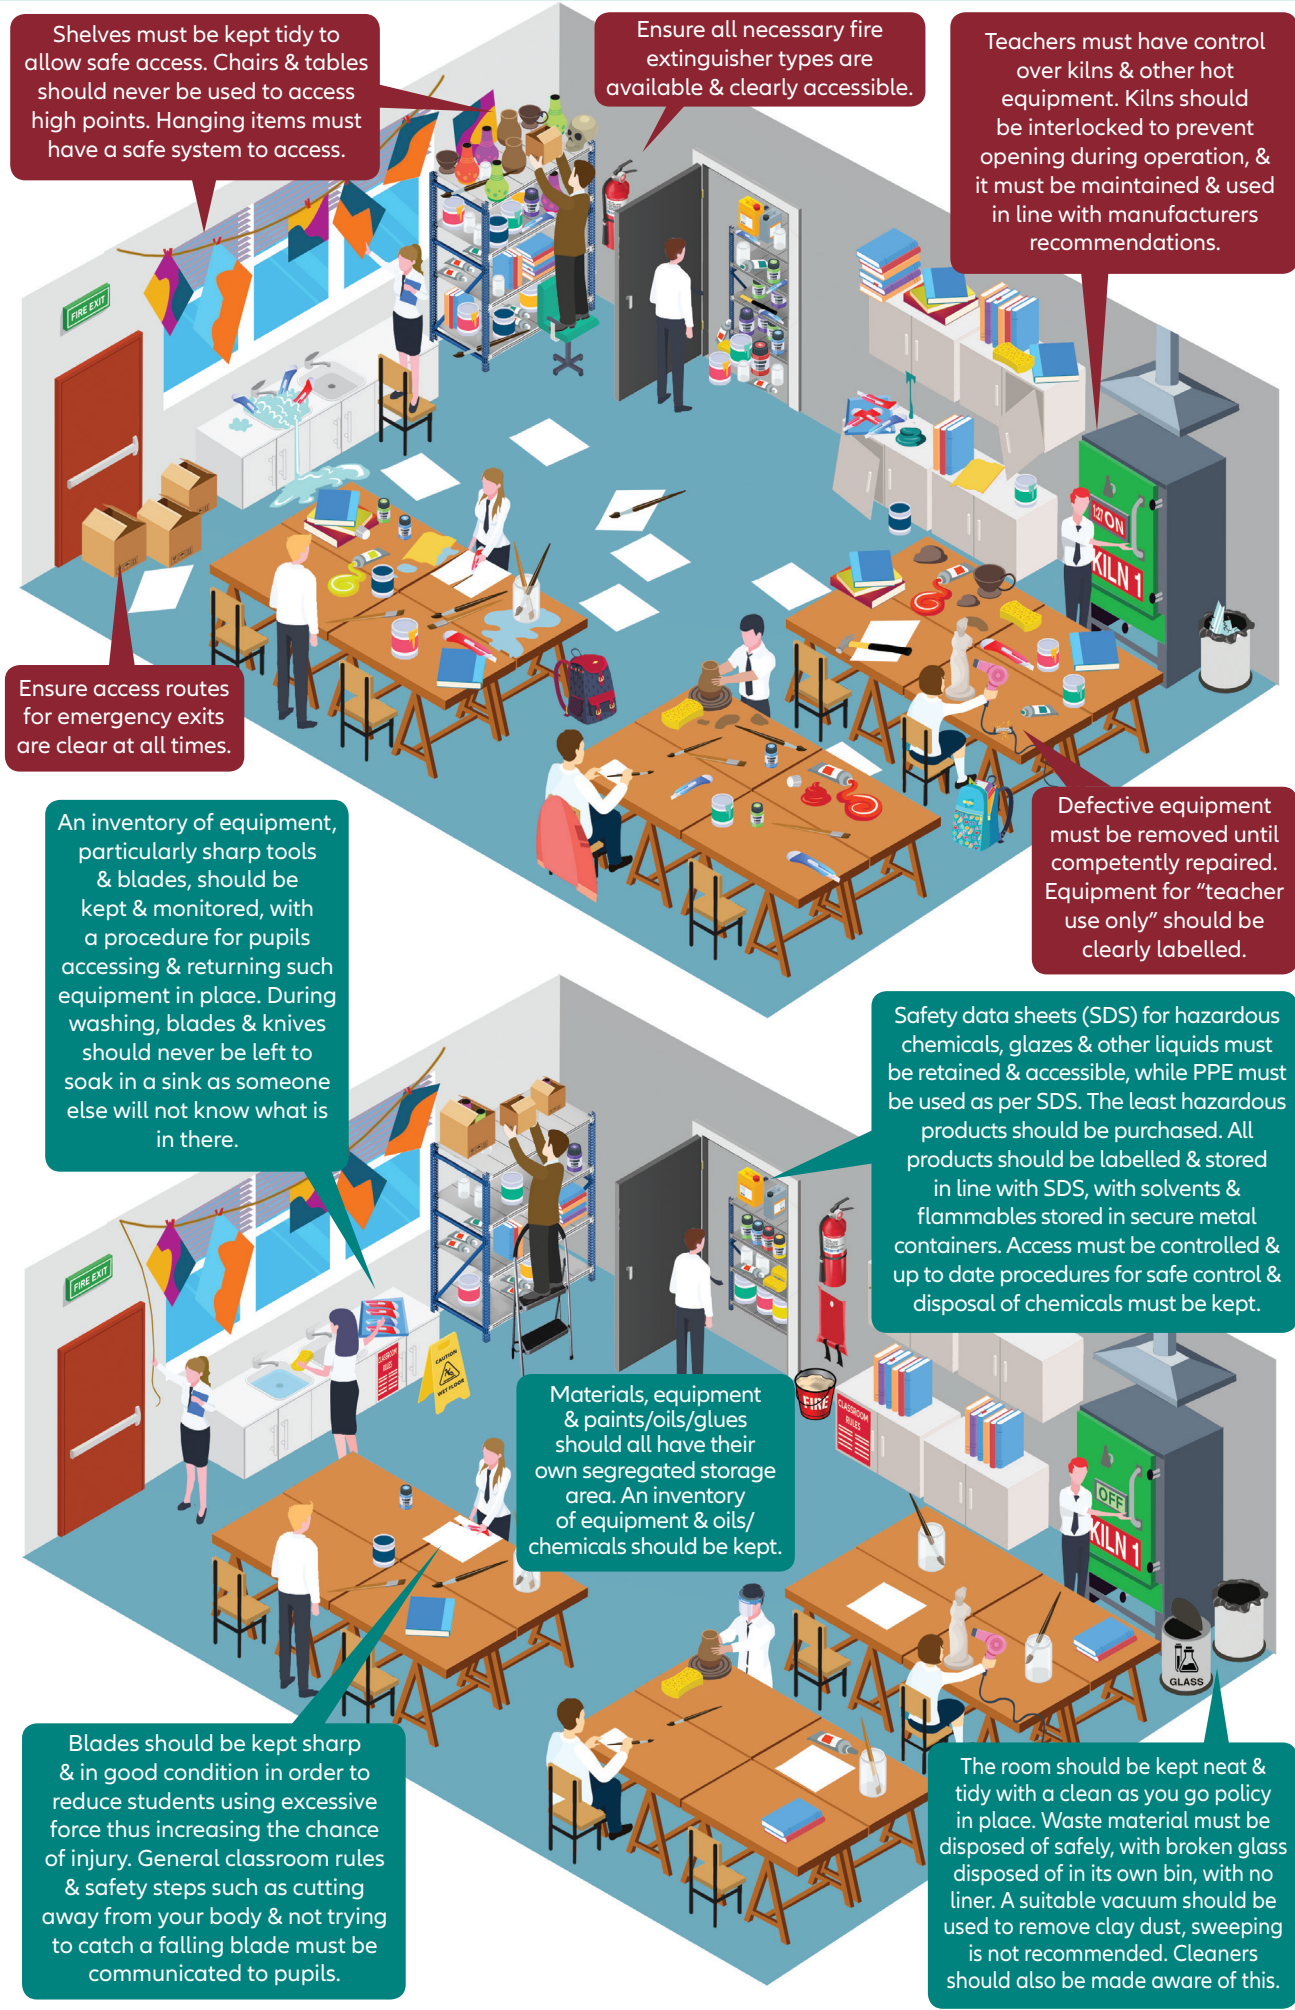 Shelves must be kept tidy to
allow safe access. Chairs & tables
should never be used to access
high points. Hanging items must
have a safe system to access.
Ensure all necessary fire
extinguisher types are
available & clearly accessible.
Teachers must have control
over kilns & other hot
equipment. Kilns should
be interlocked to prevent
opening during operation, &
it must be maintained & used
in line with manufacturers
recommendations.
FIRE EXIT
127 ON
KILN 1
Ensure access routes
for emergency exits
are clear at all times.
Defective equipment
must be removed until
competently repaired.
Equipment for “teacher
use only” should be
clearly labelled.
An inventory of equipment,
particularly sharp tools
& blades, should be
kept & monitored, with
a procedure for pupils
accessing & returning such
equipment in place. During
washing, blades & knives
should never be left to
soak in a sink as someone
else will not know what is
in there.
Safety data sheets (SDS) for hazardous
chemicals, glazes & other liquids must
be retained & accessible, while PPE must
be used as per SDS. The least hazardous
products should be purchased. All
products should be labelled & stored
in line with SDS, with solvents &
flammables stored in secure metal
containers. Access must be controlled &
up to date procedures for safe control &
disposal of chemicals must be kept.
FIRE EXIT
CLASSROOM
RULES
CAUTION
WET FLOOR
FIRE
CLASSROOM
RULES
Materials, equipment
& paints/oils/glues
should all have their
own segregated storage
area. An inventory
of equipment & oils/
chemicals should be kept.
OFF
KILN 1
GLASS
Blades should be kept sharp
& in good condition in order to
reduce students using excessive
force thus increasing the chance
of injury. General classroom rules
& safety steps such as cutting
away from your body & not trying
to catch a falling blade must be
communicated to pupils.
The room should be kept neat &
tidy with a clean as you go policy
in place. Waste material must be
disposed of safely, with broken glass
disposed of in its own bin, with no
liner. A suitable vacuum should be
used to remove clay dust, sweeping
is not recommended. Cleaners
should also be made aware of this.